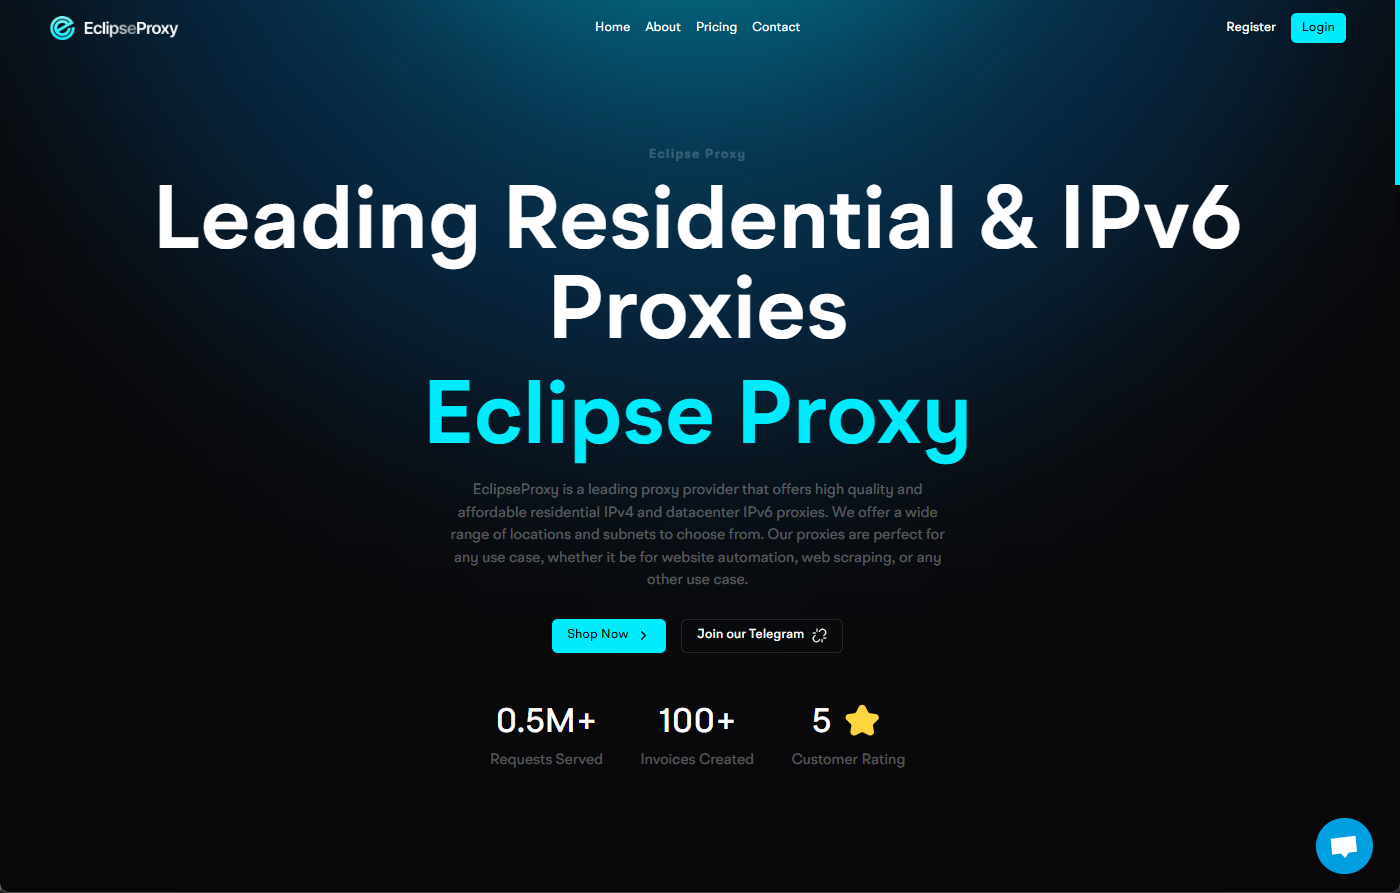 EclipseProxy
Home About Pricing Contact
Register Login
Eclipse Proxy
Leading Residential & IPv6
Proxies
Eclipse Proxy
EclipseProxy is a leading proxy provider that offers high quality and
affordable residential IPv4 and datacenter IPv6 proxies. We offer a wide
range of locations and subnets to choose from. Our proxies are perfect for
any use case, whether it be for website automation, web scraping, or any
other use case.
Shop Now
Join our Telegram
0.5M+ 100+ 5
Requests Served Invoices Created Customer Rating